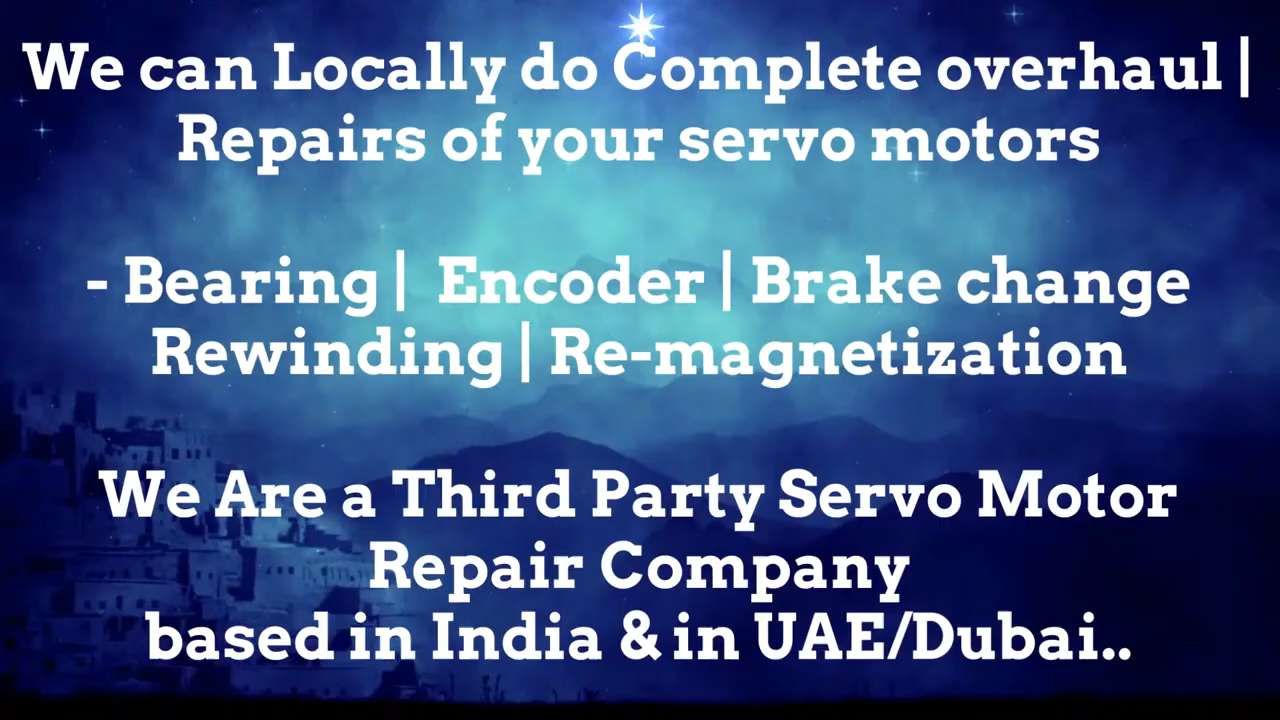 We can Locally do Complete overhaul |
Repairs of your servo motors
- Bearing | Encoder | Brake change
Rewinding | Re-magnetization
We Are a Third Party Servo Motor
Repair Company
based in India & in UAE/Dubai..